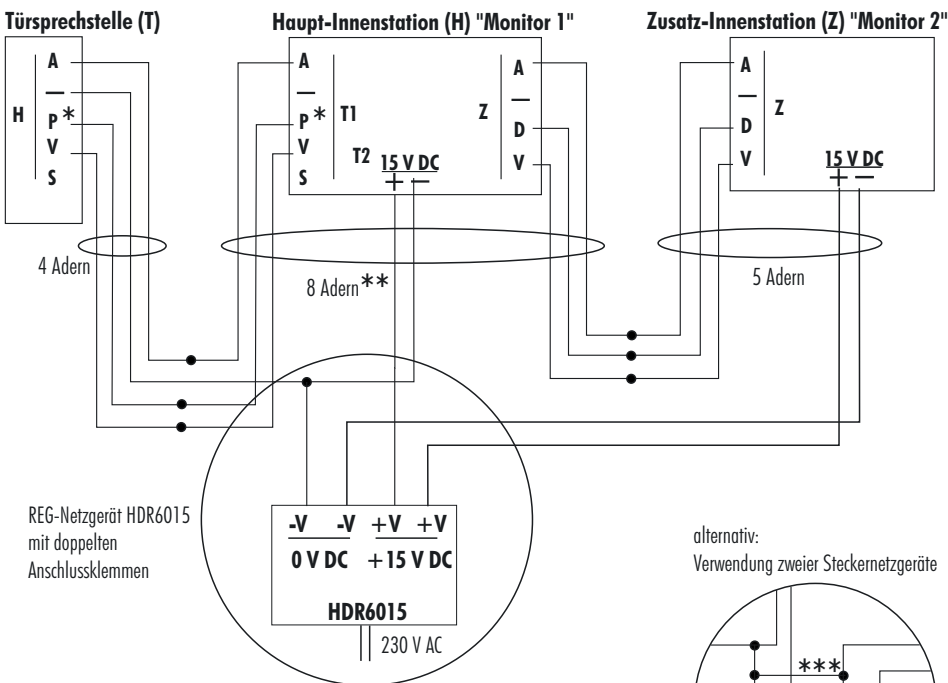 Türsprechstelle (T)
Haupt-Innenstation (H) "Monitor 1"
Zusatz-Innenstation (Z) "Monitor 2"
H
A
—
P*
V
S
A
—
P*
V
S
T1
T2
15 V DC
+ —
Z
A
—
D
V
A
—
D
V
Z
15 V DC
+ —
4 Adern
8 Adern**
5 Adern
REG-Netzgerät HDR6015
mit doppelten
Anschlussklemmen
-V -V +V +V
0 V DC +15 V DC
HDR6015
230 V AC
alternativ:
Verwendung zweier Steckernetzgeräte
***